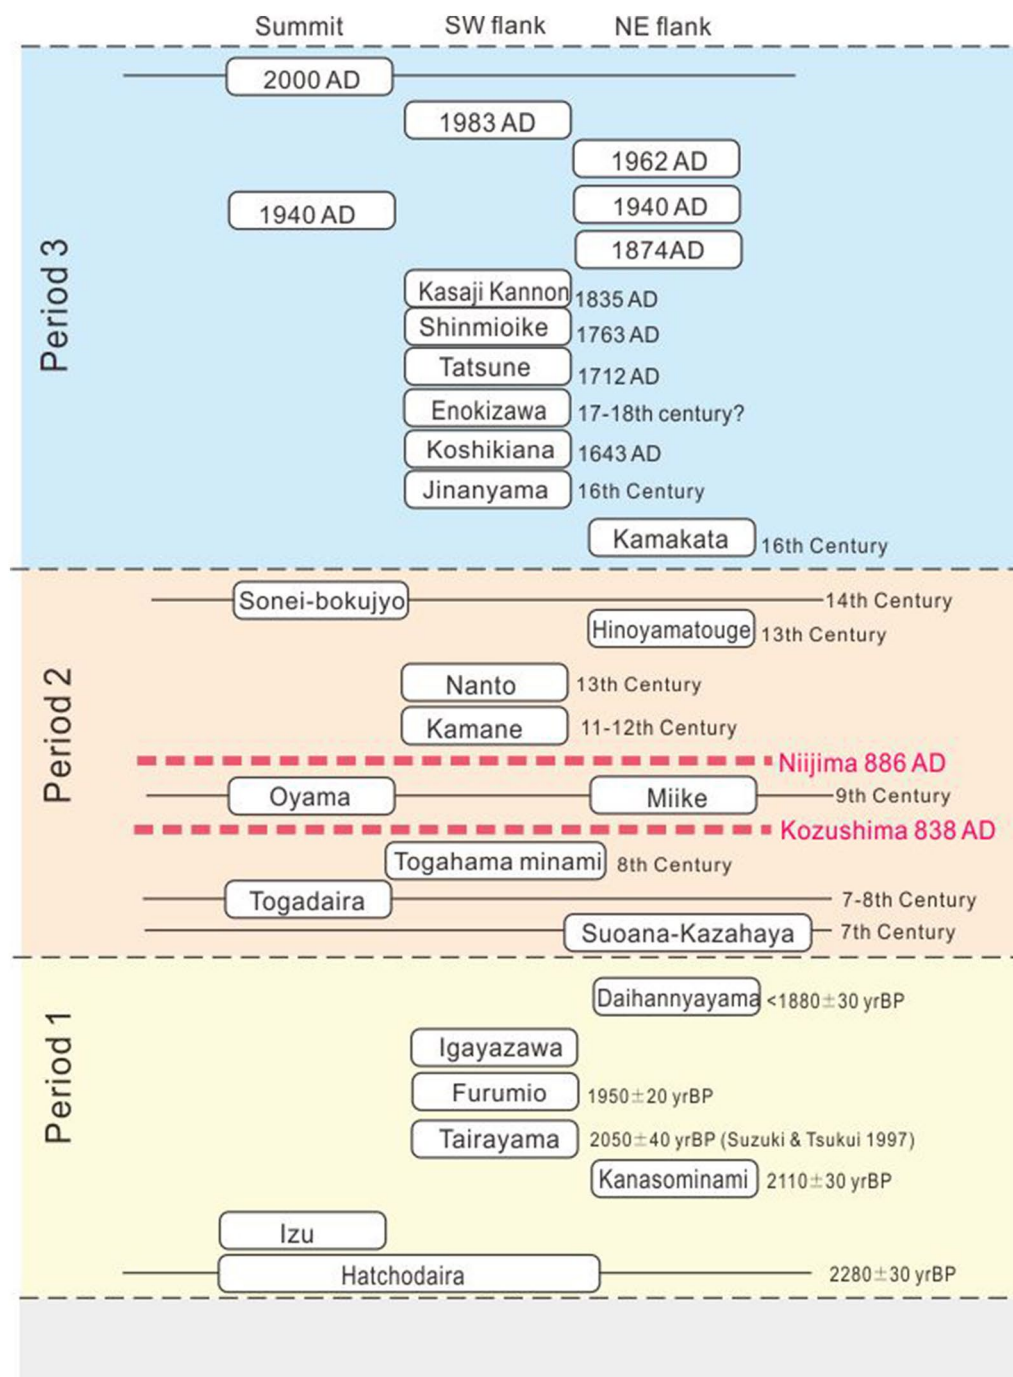 Summit SW flank NE flank
Period 3
2000 AD
1983 AD
1962 AD
1940 AD 1940 AD
1874AD
Kasaji Kannon 1835 AD
Shinmioike 1763 AD
Tatsune 1712 AD
Enokizawa 17-18th century?
Koshikiana 1643 AD
Jinanyama 16th Century
Kamakata 16th Century
Period 2
Sonei-bokujyo 14th Century
Hinoyamatouge 13th Century
Nanto 13th Century
Kamane 11-12th Century
Niijima 886 AD
Oyama Miike 9th Century
Kozushima 838 AD
Togahama minami 8th Century
Togadaira 7-8th Century
Suoana-Kazahaya 7th Century
Period 1
Daihannyayama <1880±30 yrBP
Igayazawa
Furumio 1950±20 yrBP
Tairayama 2050±40 yrBP (Suzuki & Tsukui 1997)
Kanasominami 2110±30 yrBP
Izu
Hatchodaira 2280±30 yrBP